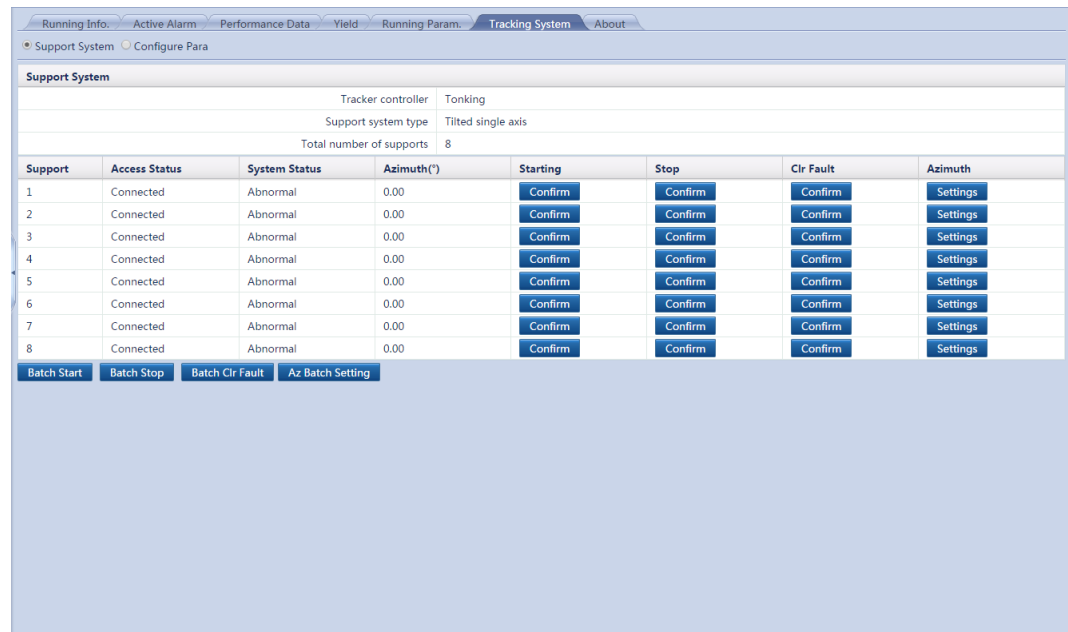 Running Info. Active Alarm Performance Data Yield Running Param. Tracking System About
Support System Configure Para
Support System
Tracker controller Tonking
Support system type Tilted single axis
Total number of supports 8
Support Access Status System Status Azimuth(°) Starting Stop Clr Fault Azimuth
1 Connected Abnormal 0.00 Confirm Confirm Confirm Settings
2 Connected Abnormal 0.00 Confirm Confirm Confirm Settings
3 Connected Abnormal 0.00 Confirm Confirm Confirm Settings
4 Connected Abnormal 0.00 Confirm Confirm Confirm Settings
5 Connected Abnormal 0.00 Confirm Confirm Confirm Settings
6 Connected Abnormal 0.00 Confirm Confirm Confirm Settings
7 Connected Abnormal 0.00 Confirm Confirm Confirm Settings
8 Connected Abnormal 0.00 Confirm Confirm Confirm Settings
Batch Start Batch Stop Batch Clr Fault Az Batch Setting